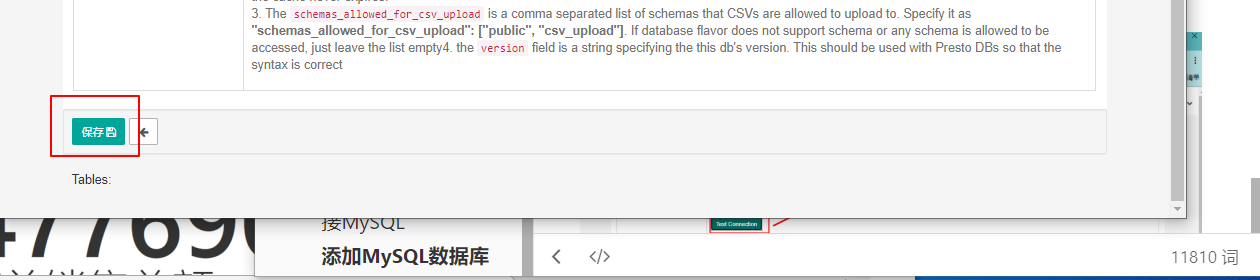 3. The schemas_allowed_for_csv_upload is a comma separated list of schemas that CSVs are allowed to upload to. Specify it as
"schemas_allowed_for_csv_upload": ["public", "csv_upload"]. If database flavor does not support schema or any schema is allowed to be
accessed, just leave the list empty4. the version field is a string specifying the this db's version. This should be used with Presto DBs so that the
syntax is correct
清单
保存
Tables:
接MySQL
Test Connection
添加MySQL数据库
</> 11810 词